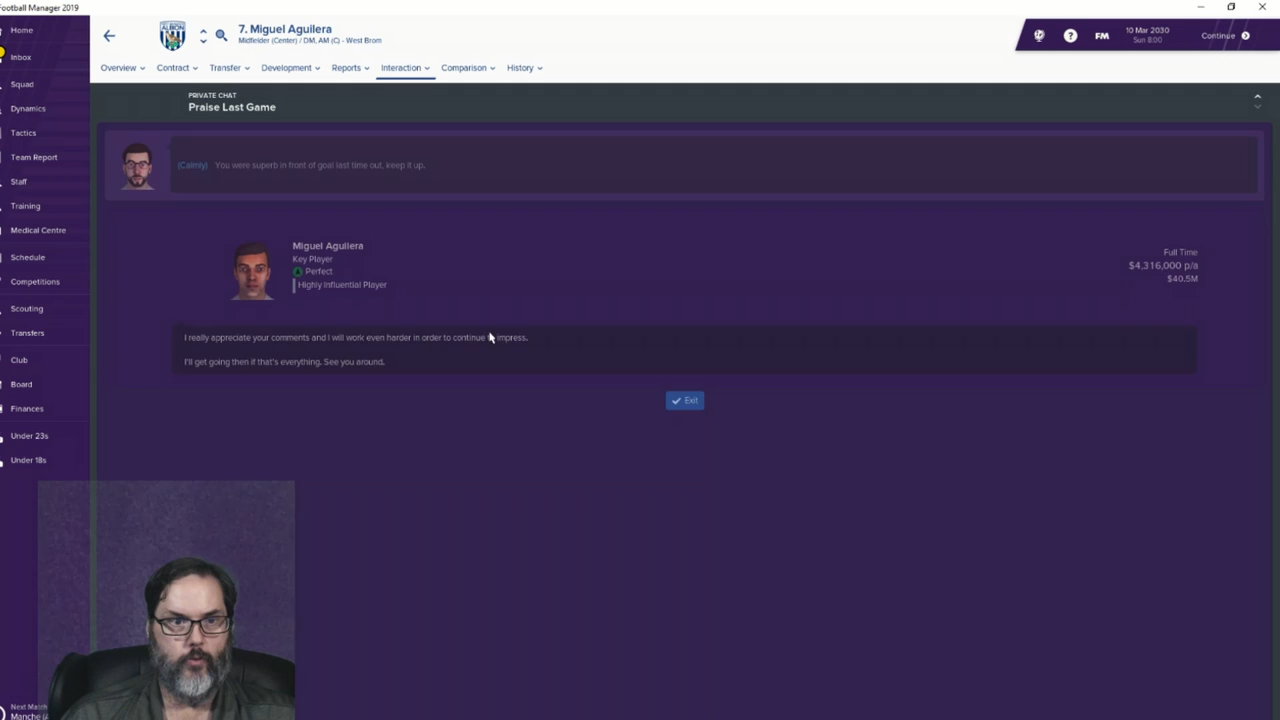 Football Manager 2019
Home
Inbox
Squad
Dynamics
Tactics
Team Report
Staff
Training
Medical Centre
Schedule
Competitions
Scouting
Transfers
Club
Board
Finances
Under 23s
Under 18s
Next Match
Manche
ALBION
7. Miguel Aguilera
Midfielder (Center) / DM, AM (C) - West Brom
FM
10 Mar 2030
Sun 8:00
Continue
Overview
Contract
Transfer
Development
Reports
Interaction
Comparison
History
PRIVATE CHAT
Praise Last Game
(Calmly) You were superb in front of goal last time out, keep it up.
Miguel Aguilera
Key Player
Perfect
Highly Influential Player
Full Time
$4,316,000 p/a
$40.5M
I really appreciate your comments and I will work even harder in order to continue impress.
I'll get going then if that's everything. See you around.
Exit